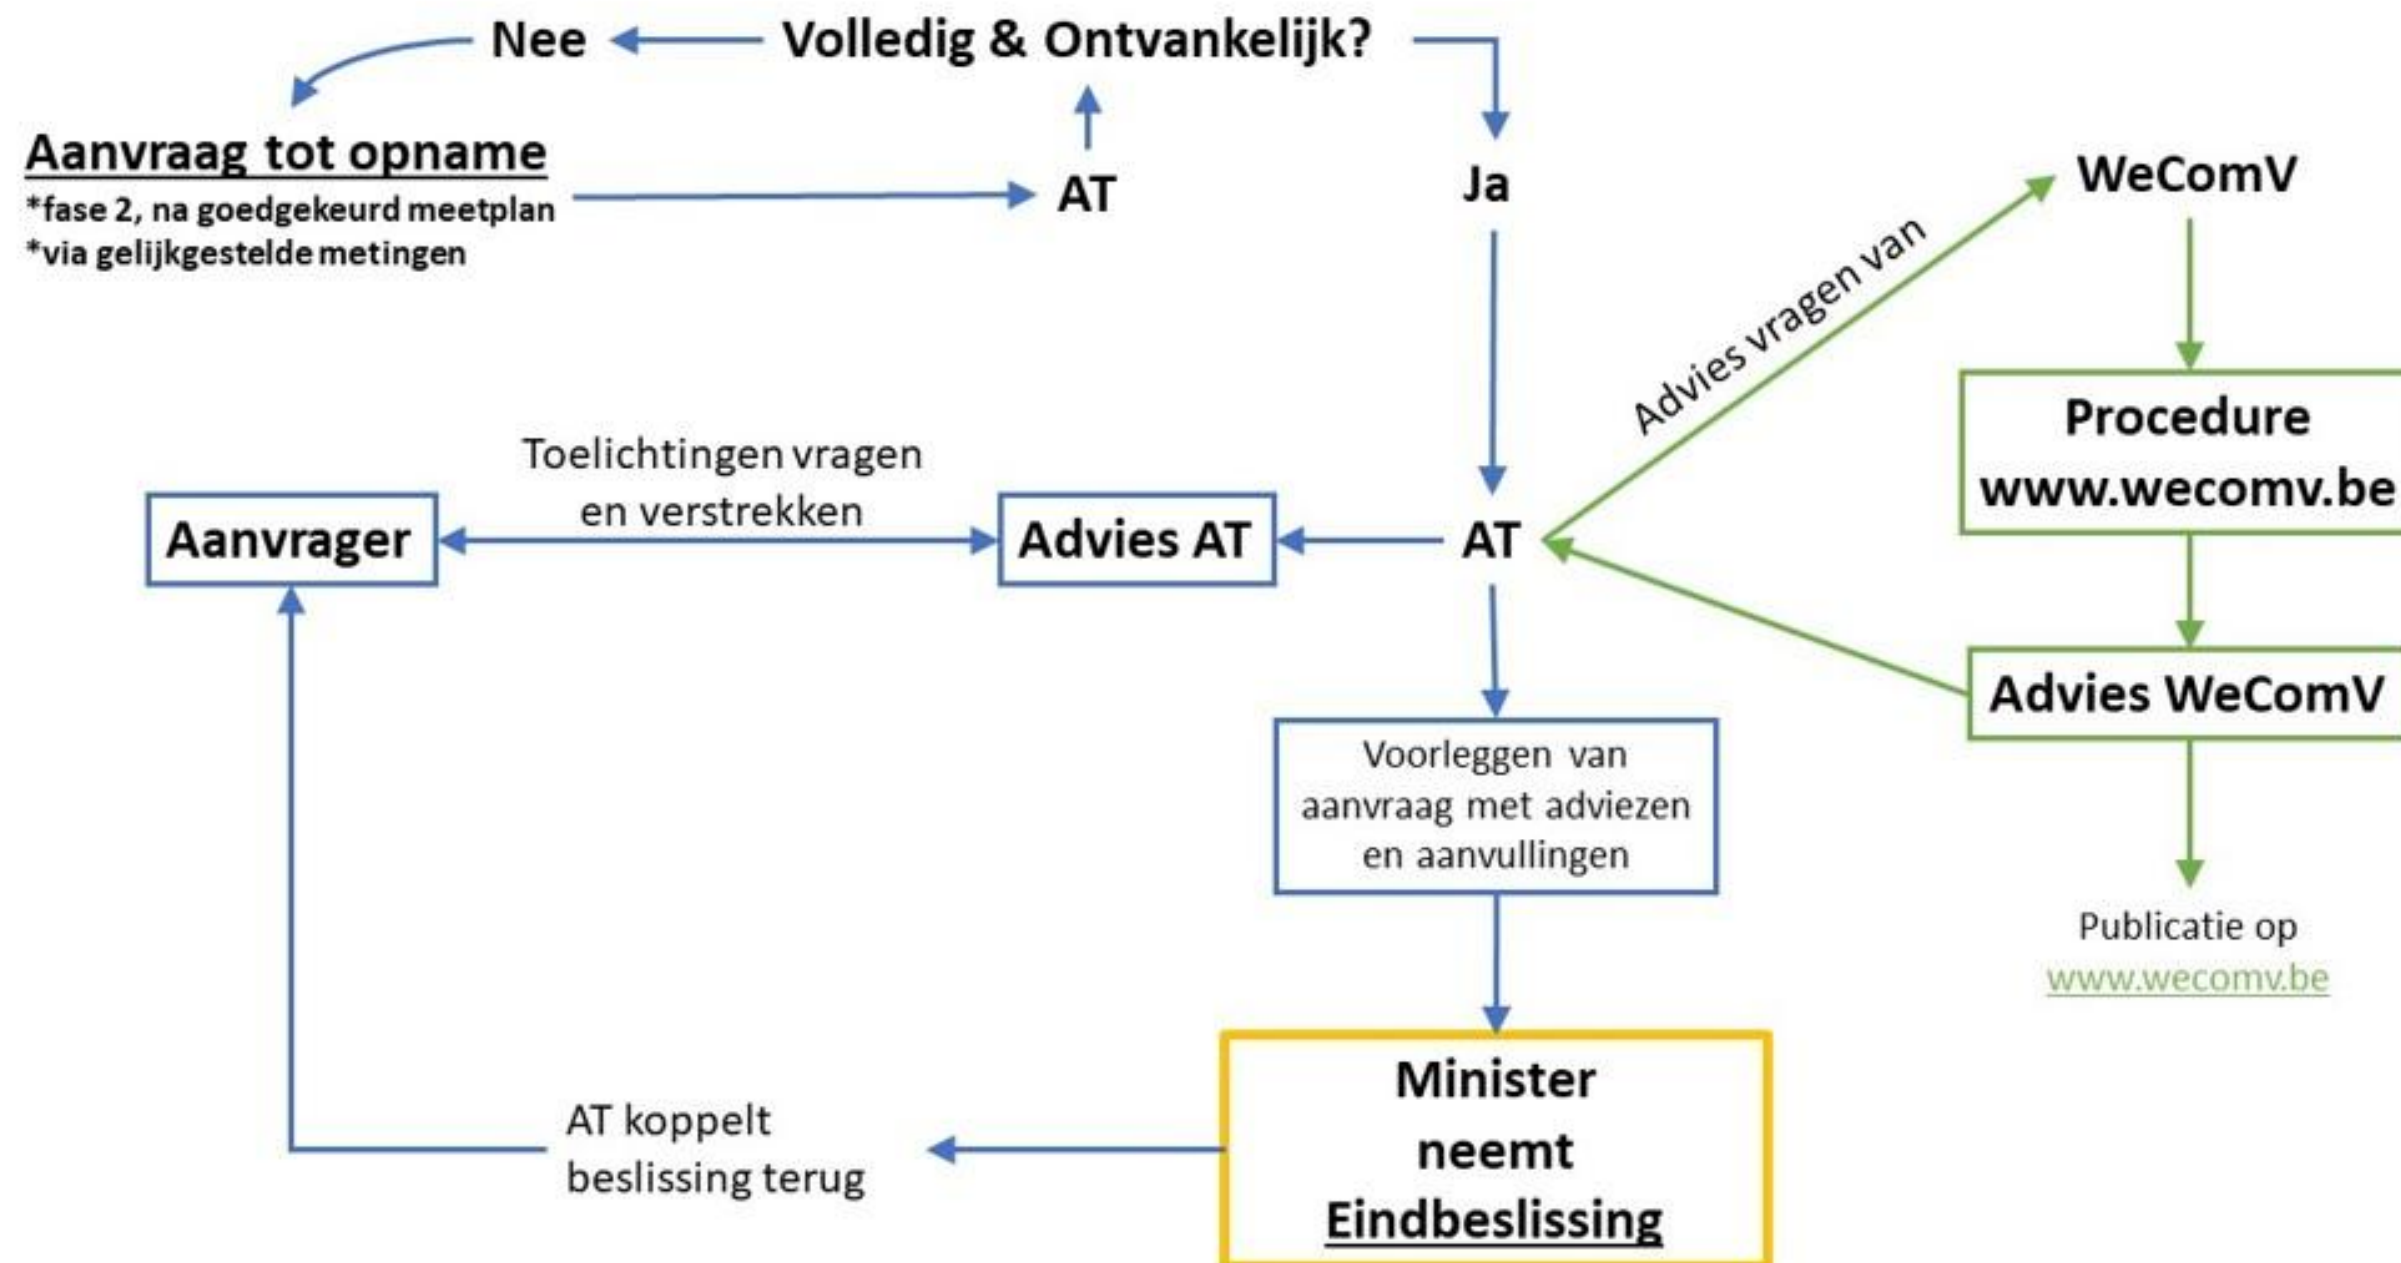 Nee
Volledig & Ontvankelijk?
Aanvraag tot opname
*fase 2, na goedgekeurd meetplan
*via gelijkgestelde metingen
AT
Ja
WeComV
Advies vragen van
Procedure
www.wecomv.be
Toelichtingen vragen
en verstrekken
Aanvrager
Advies AT
AT
Advies WeComV
Voorleggen van
aanvraag met adviezen
en aanvullingen
Publicatie op
www.wecomv.be
Minister
neemt
Eindbeslissing
AT koppelt
beslissing terug